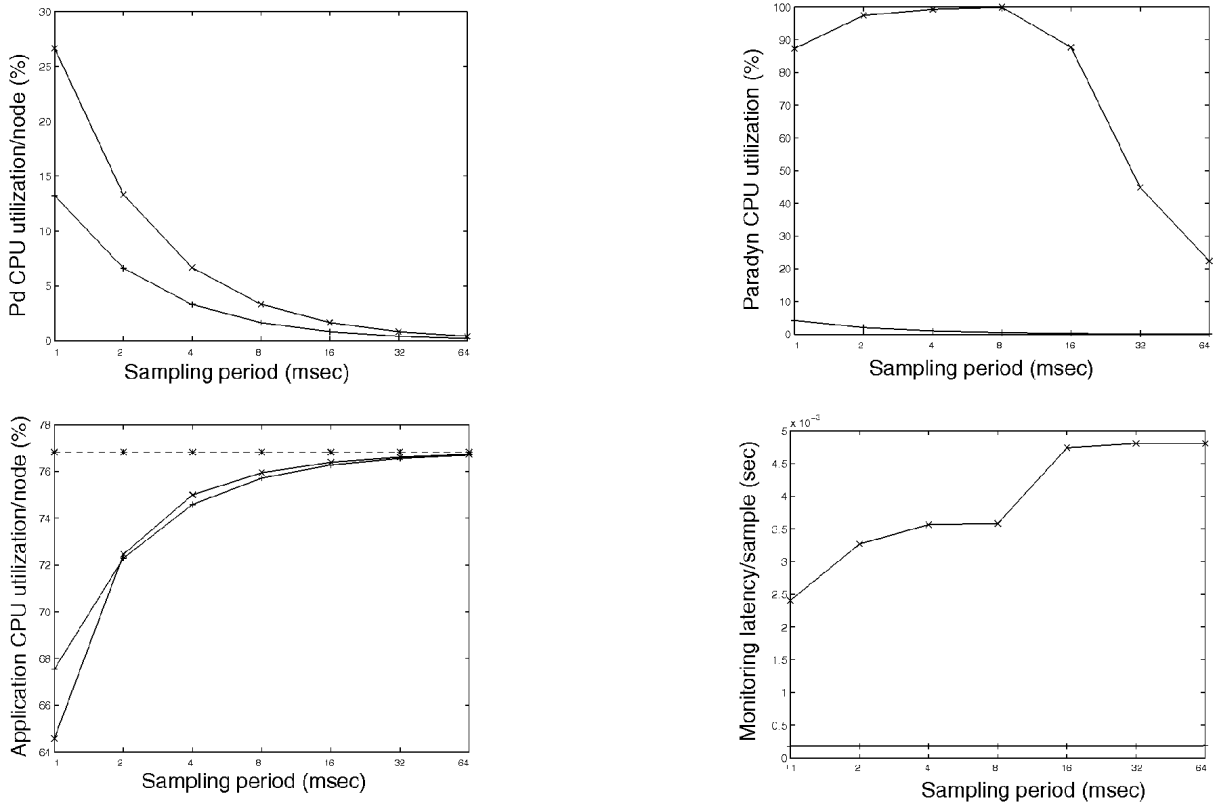 Pd CPU utilization/node (%)
30
25
20
15
10
5
0
1 2 4 8 16 32 64
Sampling period (msec)
Paradyn CPU utilization (%)
100
90
80
70
60
50
40
30
20
10
0
1 2 4 8 16 32 64
Sampling period (msec)
Application CPU utilization/node (%)
78
76
74
72
70
68
66
64
1 2 4 8 16 32 64
Sampling period (msec)
Monitoring latency/sample (sec)
x 10⁻³
5
4.5
4
3.5
3
2.5
2
1.5
1
0.5
0
1 2 4 8 16 32 64
Sampling period (msec)